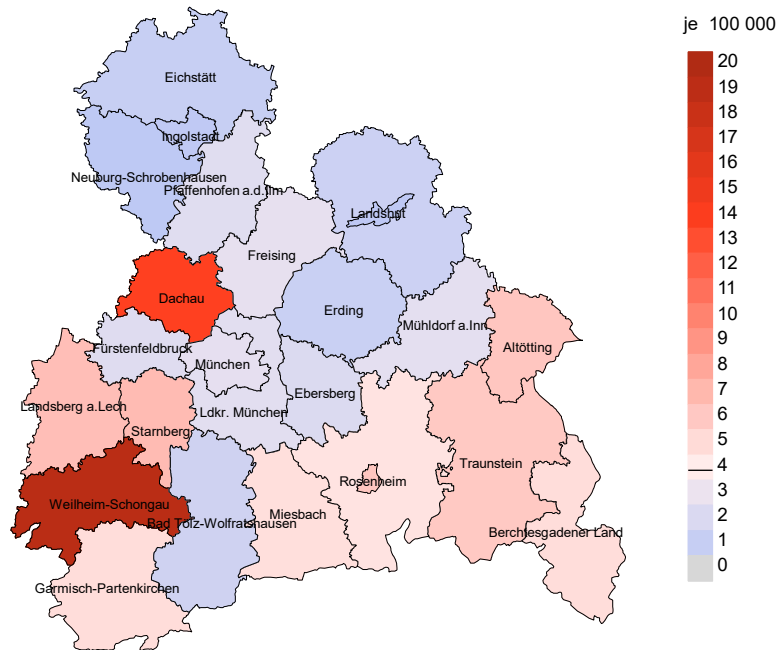 je 100 000
Eichstätt
Ingolstadt
Neuburg-Schrobenhausen
Pfaffenhofen a.d.Ilm
Landshut
Freising
Dachau
Erding
Mühldorf a.Inn
Altötting
Fürstenfeldbruck
München
Ebersberg
Landsberg a.Lech
Ldkr. München
Starnberg
Traunstein
Rosenheim
Weilheim-Schongau
Miesbach
Bad Tölz-Wolfratshausen
Berchtesgadener Land
Garmisch-Partenkirchen
20
19
18
17
16
15
14
13
12
11
10
9
8
7
6
5
4
3
2
1
0